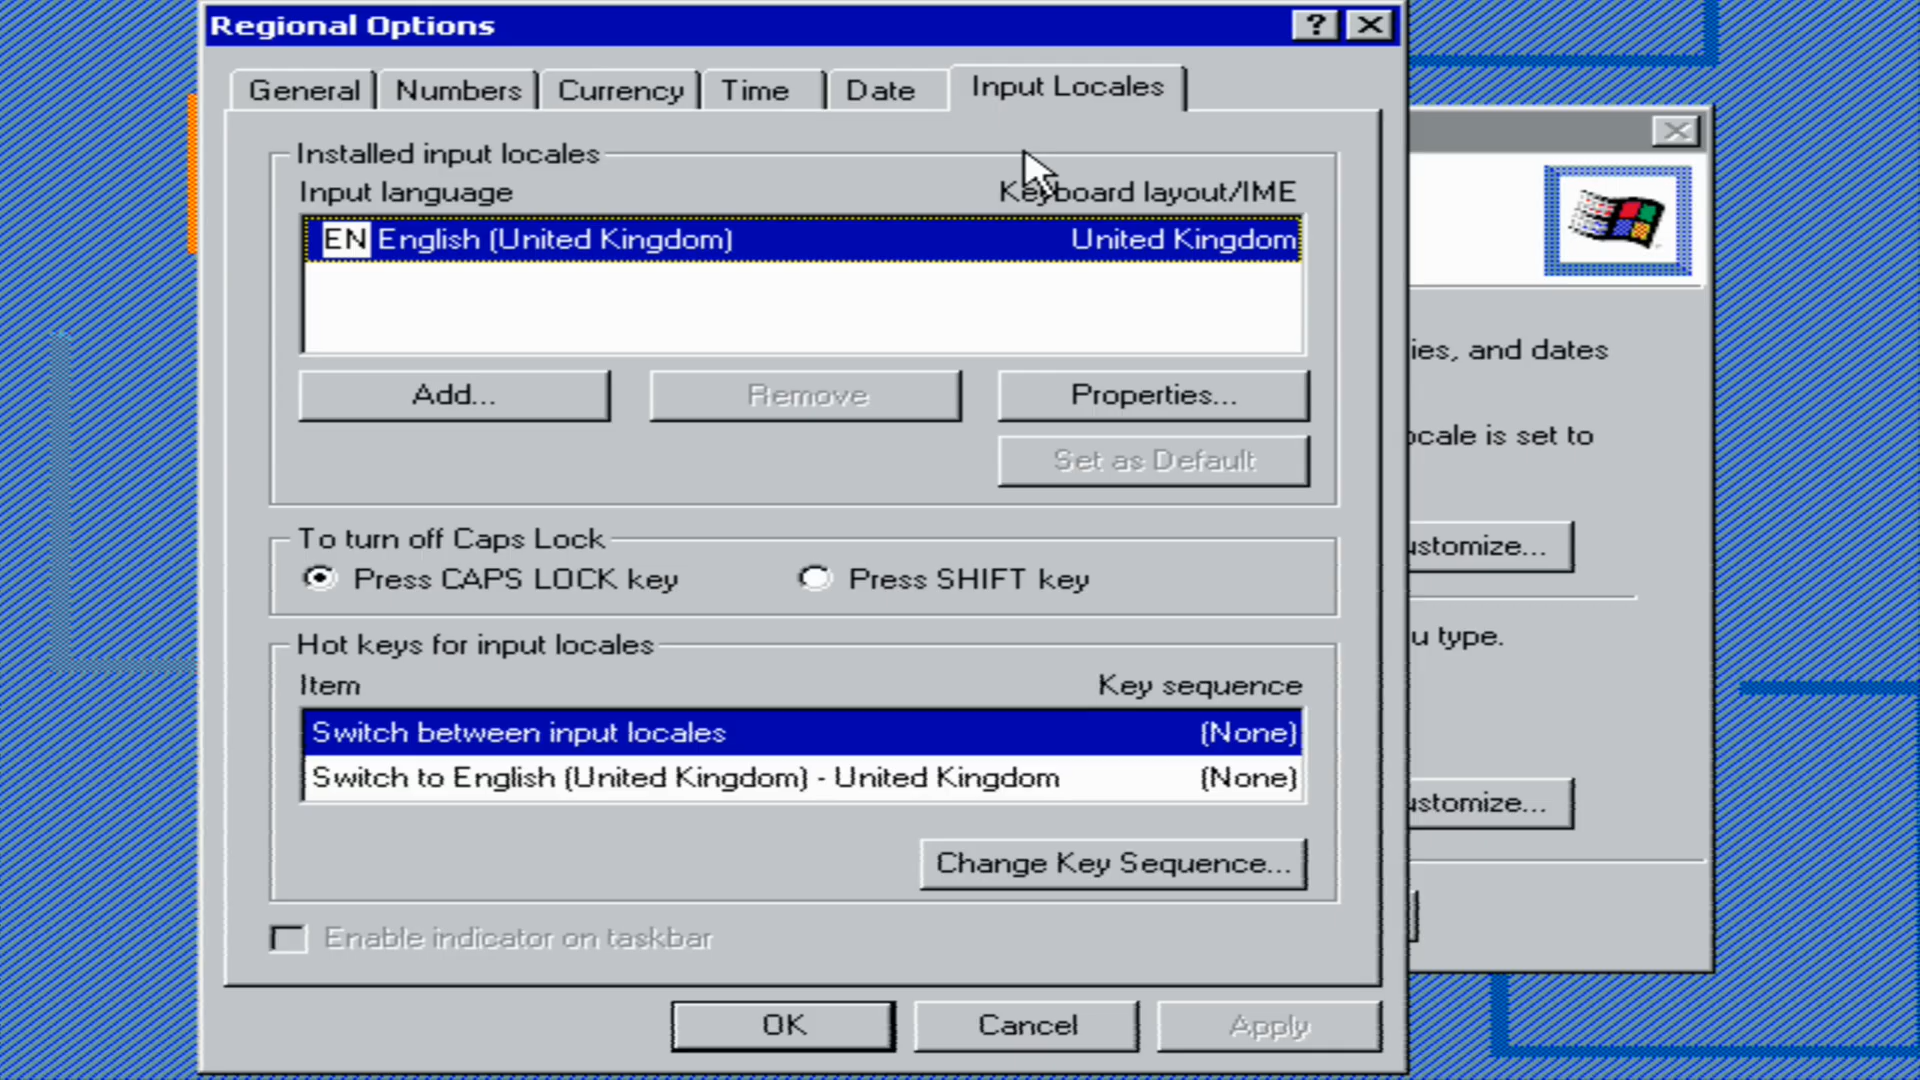 Regional Options
General Numbers Currency Time Date Input Locales
Installed input locales
Input language Keyboard layout/IME
EN English (United Kingdom) United Kingdom
Add... Remove Properties...
Set as Default
To turn off Caps Lock
Press CAPS LOCK key Press SHIFT key
Hot keys for input locales
Item Key sequence
Switch between input locales (None)
Switch to English (United Kingdom) - United Kingdom (None)
Change Key Sequence...
Enable indicator on taskbar
OK Cancel Apply
ies, and dates
ocale is set to
ustomize...
u type.
ustomize...